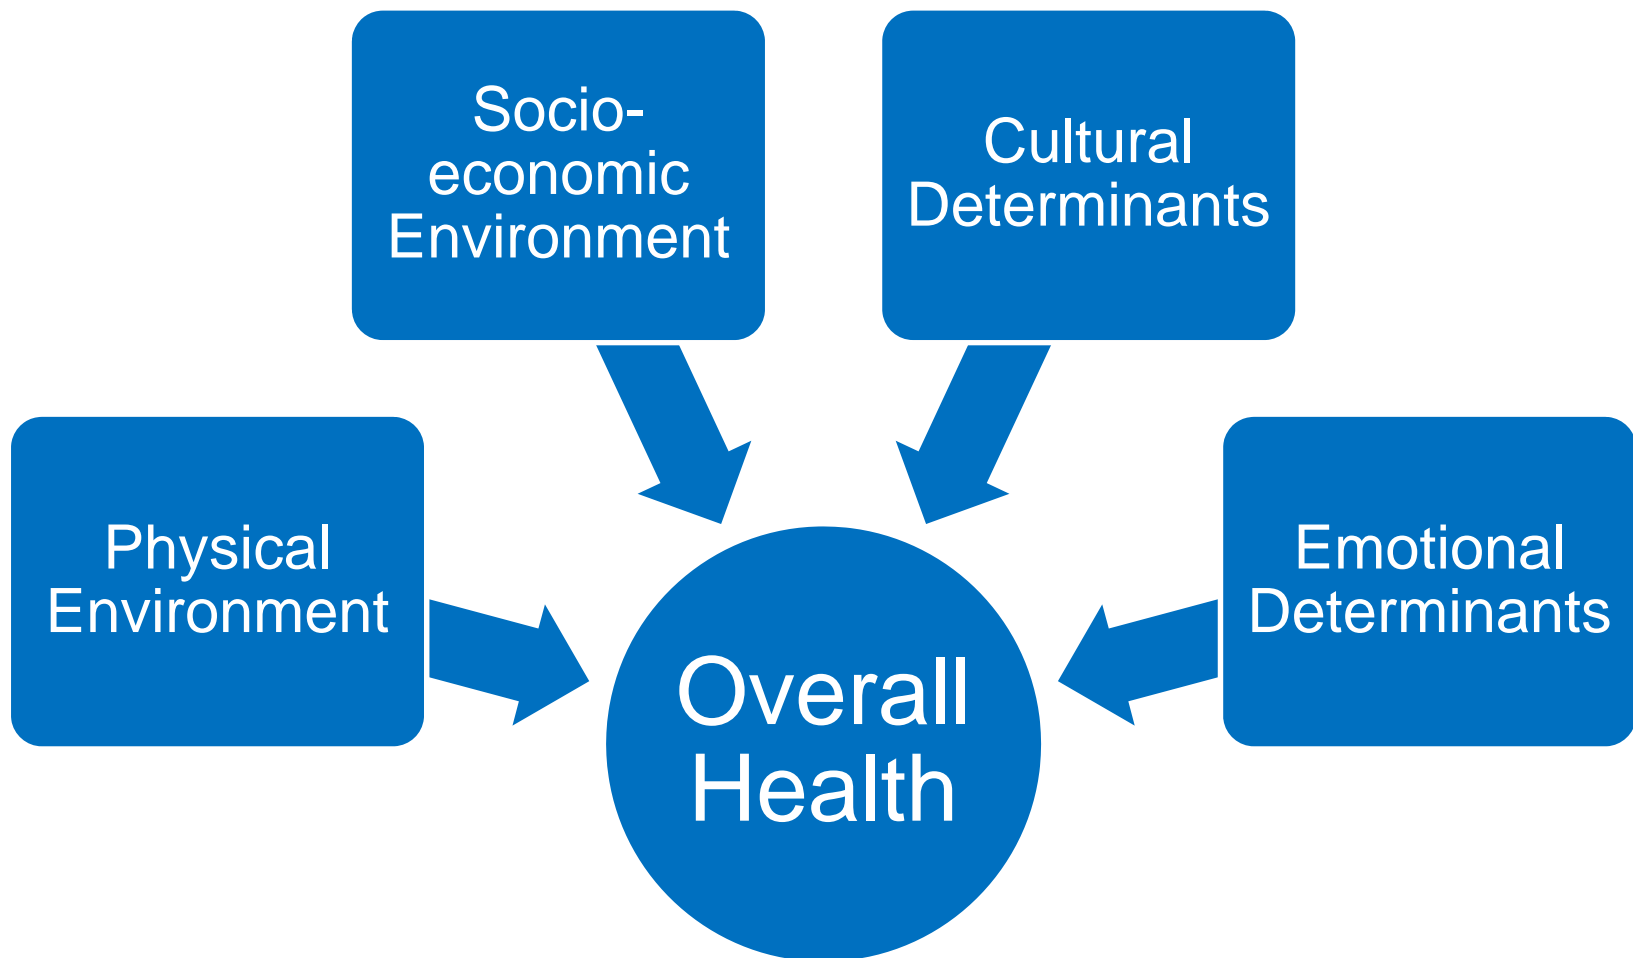 Socio-
economic
Environment
Cultural
Determinants
Physical
Environment
Emotional
Determinants
Overall
Health